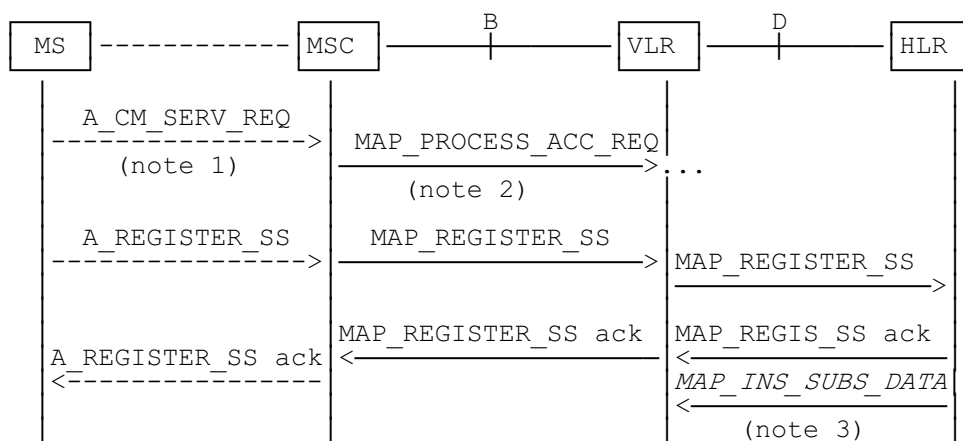 B D
MS MSC VLR HLR
A_CM_SERV_REQ
MAP_PROCESS_ACC_REQ
(note 1)
...
(note 2)
A_REGISTER_SS MAP_REGISTER_SS
MAP_REGISTER_SS
MAP_REGISTER_SS ack MAP_REGIS_SS ack
A_REGISTER_SS ack
MAP_INS_SUBS_DATA
(note 3)